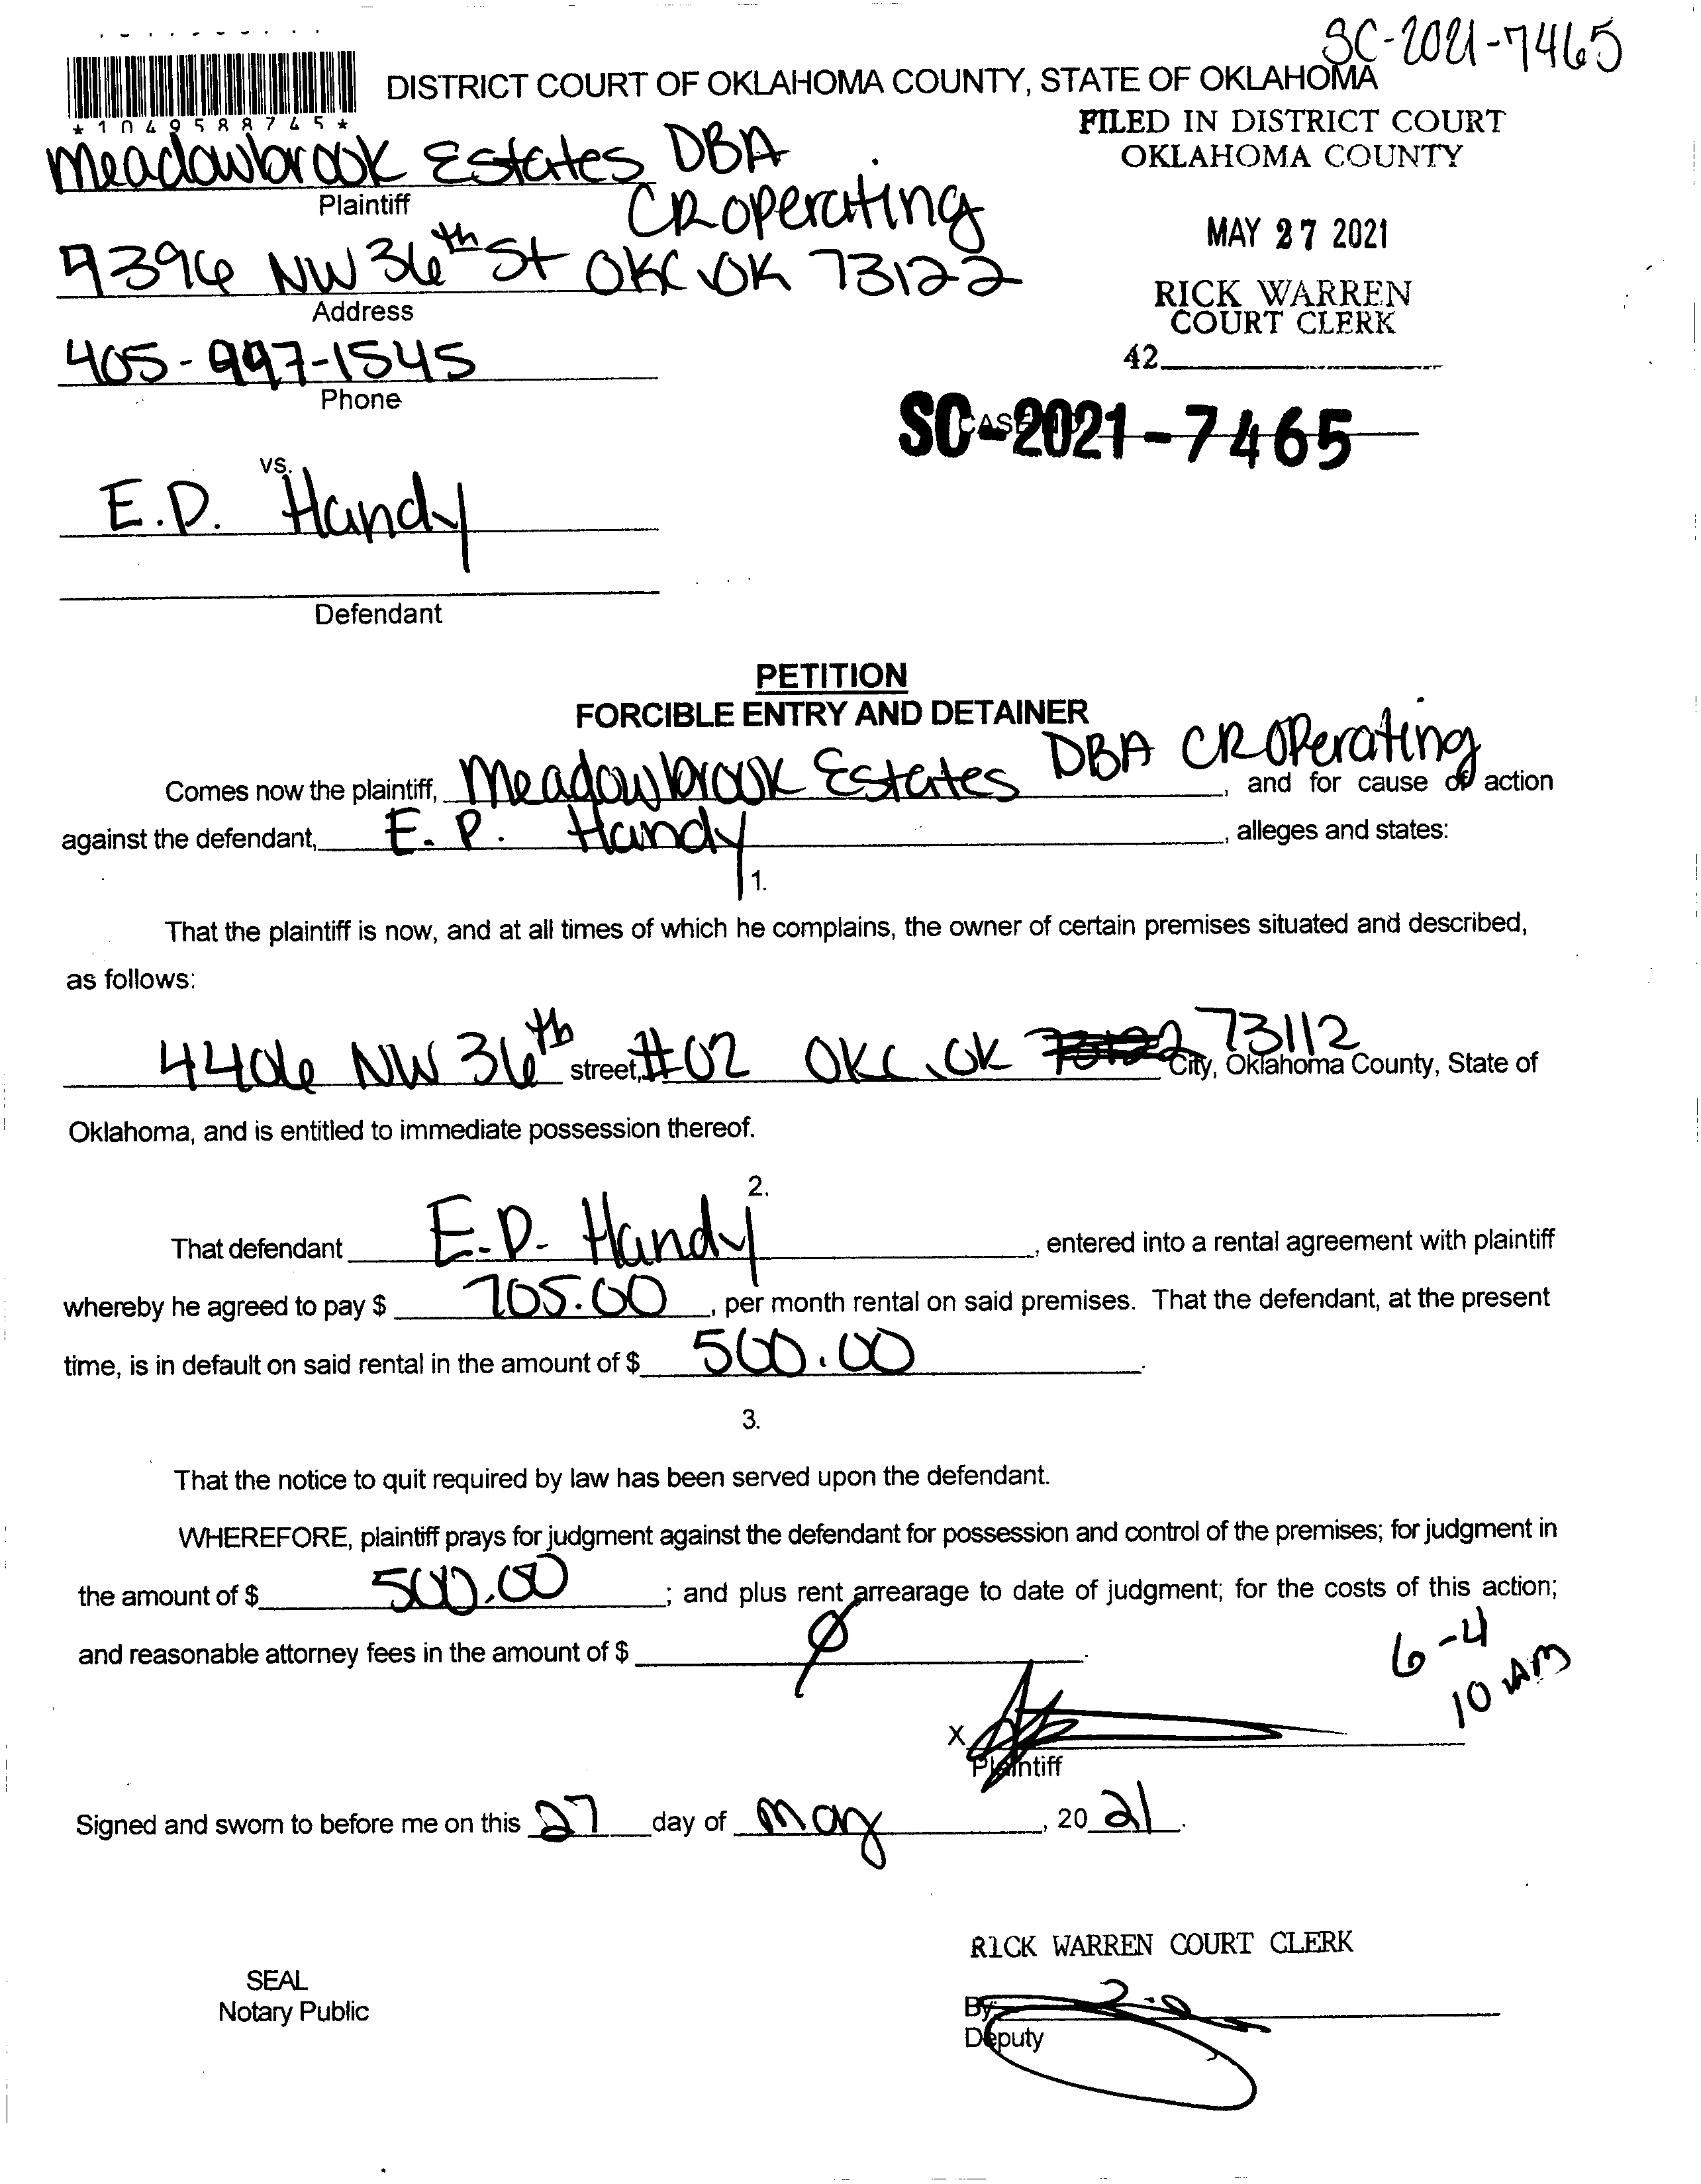 SC-2021-7465
DISTRICT COURT OF OKLAHOMA COUNTY, STATE OF OKLAHOMA
*1049588745*
FILED IN DISTRICT COURT
OKLAHOMA COUNTY
Meadowbrook Estates DBA
CR operating
Plaintiff
MAY 27 2021
9396 NW 36th St OKC, OK 73122
Address
RICK WARREN
COURT CLERK
405-997-1545
42
Phone
SC-2021-7465
vs.
E.D. Handy
Defendant
PETITION
FORCIBLE ENTRY AND DETAINER
Comes now the plaintiff, Meadowbrook Estates DBA CR Operating, and for cause of action
against the defendant, E. P. Handy, alleges and states:
1.
That the plaintiff is now, and at all times of which he complains, the owner of certain premises situated and described,
as follows:
4406 NW 36th street, #02 OKC, OK 73122 73112 City, Oklahoma County, State of
Oklahoma, and is entitled to immediate possession thereof.
2.
That defendant E.D. Handy, entered into a rental agreement with plaintiff
whereby he agreed to pay $ 705.00, per month rental on said premises. That the defendant, at the present
time, is in default on said rental in the amount of $ 500.00.
3.
That the notice to quit required by law has been served upon the defendant.
WHEREFORE, plaintiff prays for judgment against the defendant for possession and control of the premises; for judgment in
the amount of $ 500.00; and plus rent arrearage to date of judgment; for the costs of this action;
and reasonable attorney fees in the amount of $ Ø.
6-4
10 AM
X
Plaintiff
Signed and sworn to before me on this 27 day of May, 2021.
RICK WARREN COURT CLERK
SEAL
Notary Public
By:
Deputy